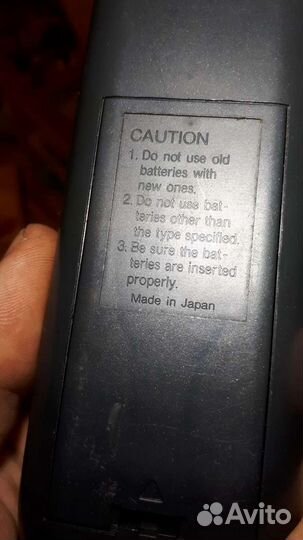 CAUTION
1. Do not use old
batteries with
new ones.
2. Do not use bat-
teries other than
the type specified.
3. Be sure the bat-
teries are inserted
properly.
Made in Japan
Avito